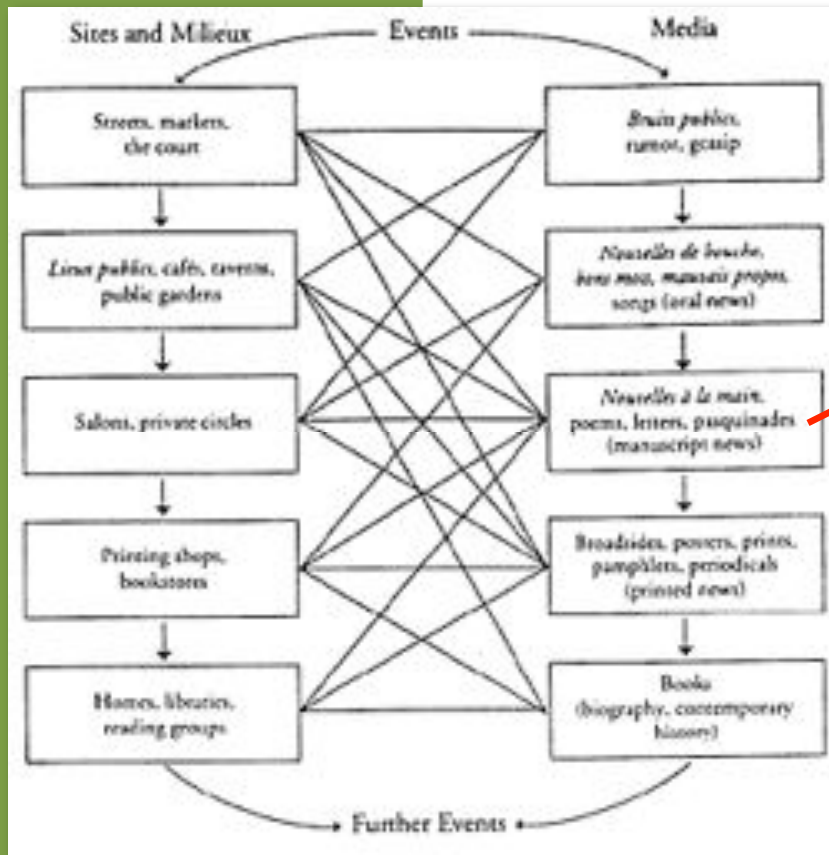 Sites and Milieux
Events
Media
Streets, markets,
the court
Bruits publics,
rumor, gossip
Lieux publics, cafés, taverns,
public gardens
Nouvelles de bouche,
bons mots, mauvais propos,
songs (oral news)
Salons, private circles
Nouvelles à la main,
poems, letters, pasquinades
(manuscript news)
Printing shops,
bookstores
Broadsides, posters, prints,
pamphlets, periodicals
(printed news)
Homes, libraries,
reading groups
Books
(biography, contemporary
history)
Further Events